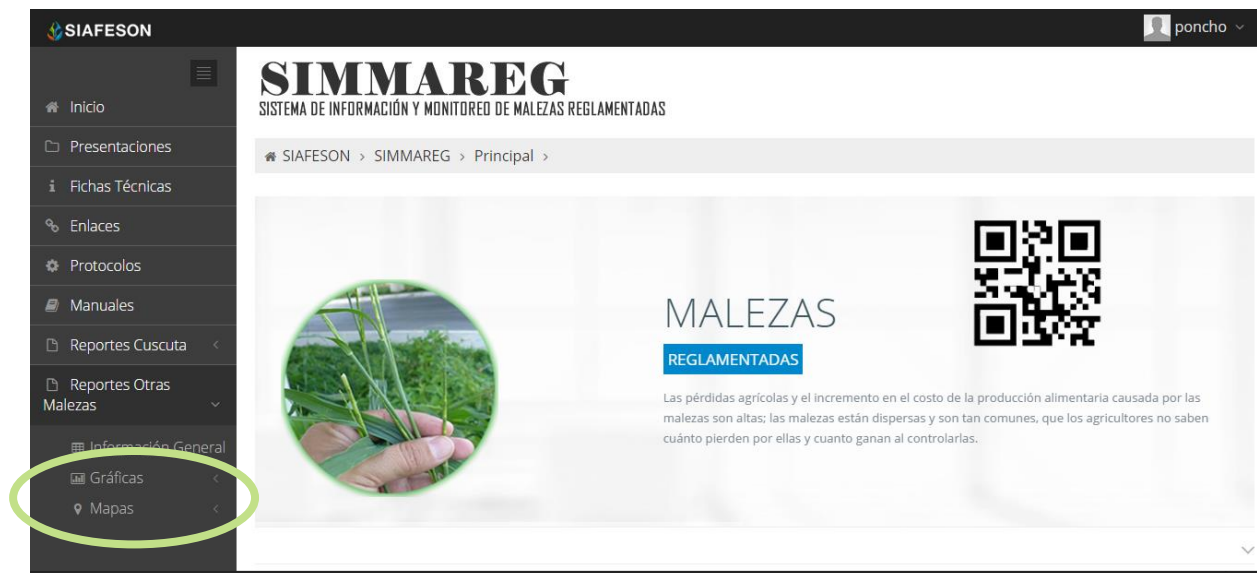 SIAFESON
poncho
SIMMAREG
SISTEMA DE INFORMACIÓN Y MONITOREO DE MALEZAS REGLAMENTADAS
SIAFESON > SIMMAREG > Principal >
Inicio
Presentaciones
Fichas Técnicas
Enlaces
Protocolos
Manuales
Reportes Cuscuta
Reportes Otras
Malezas
Información General
Gráficas
Mapas
MALEZAS
REGLAMENTADAS
Las pérdidas agrícolas y el incremento en el costo de la producción alimentaria causada por las
malezas son altas; las malezas están dispersas y son tan comunes, que los agricultores no saben
cuánto pierden por ellas y cuanto ganan al controlarlas.